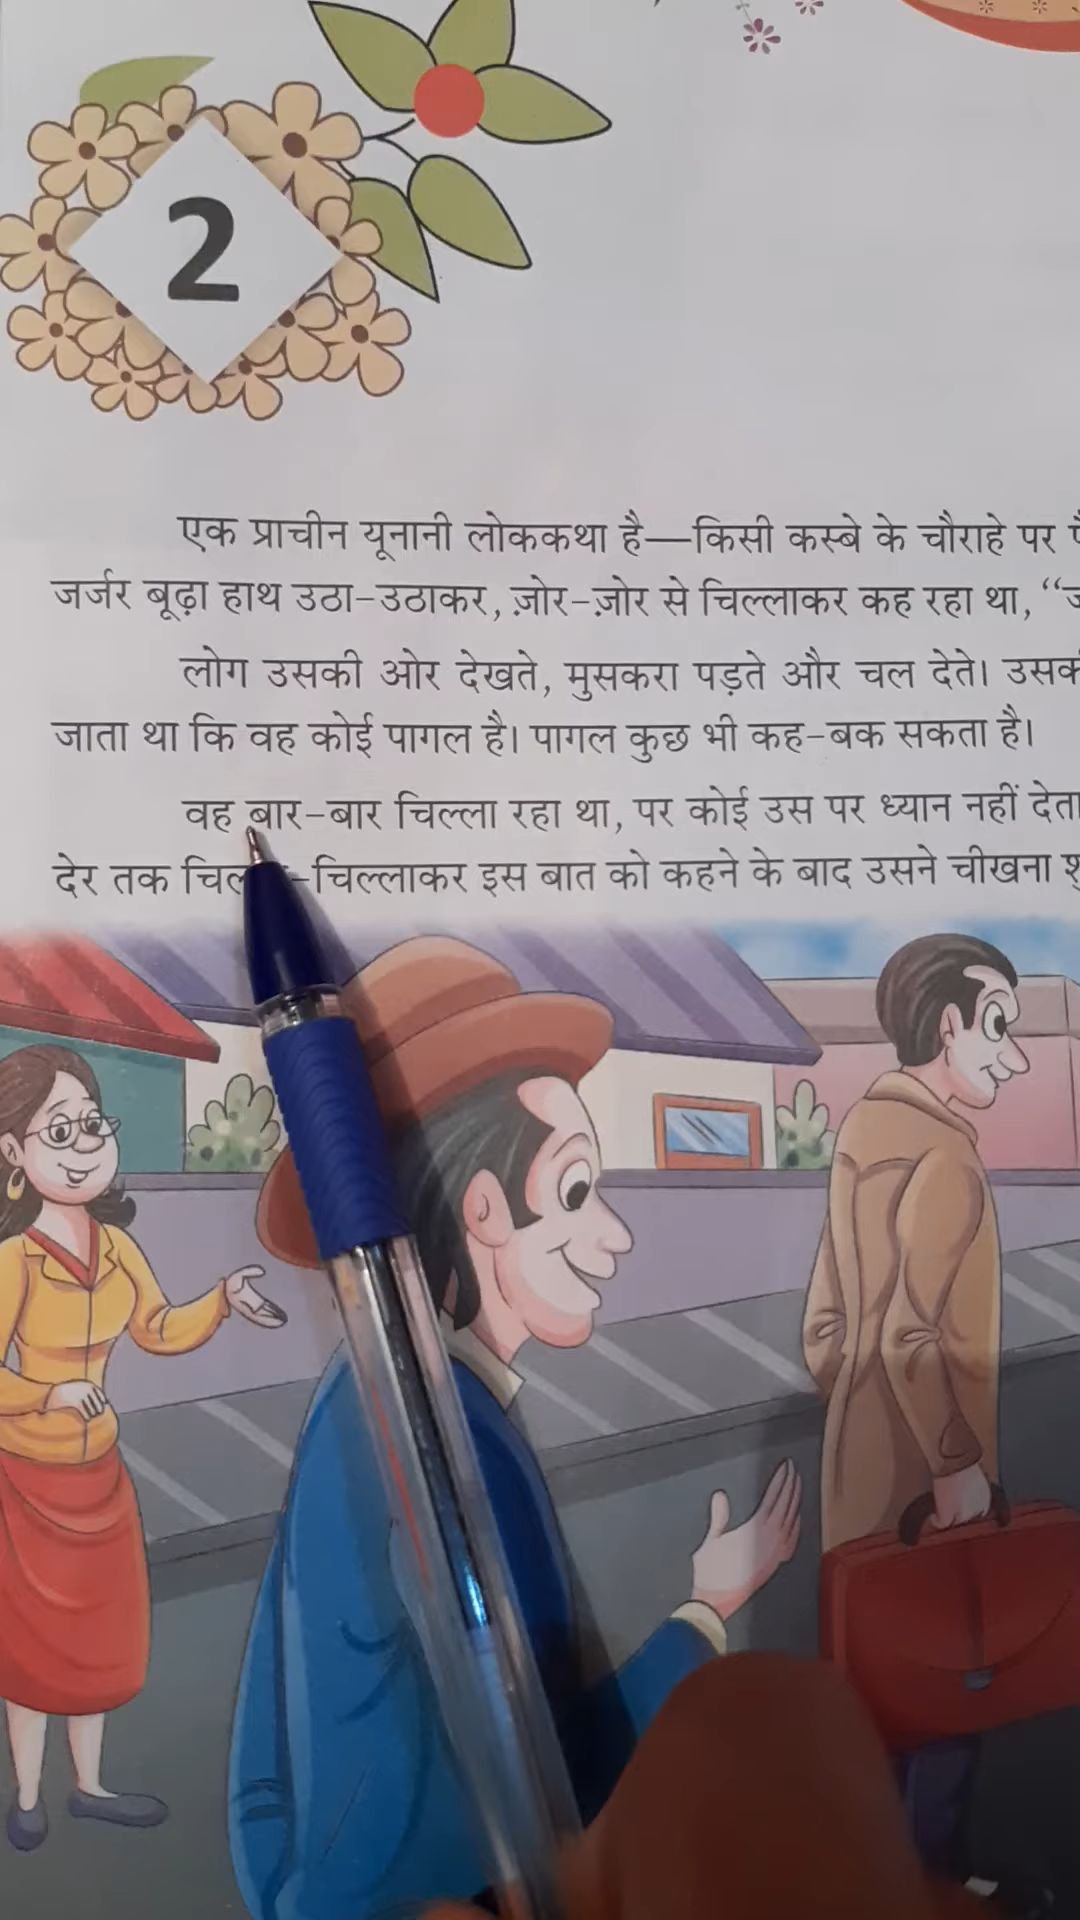 2
एक प्राचीन यूनानी लोककथा है—किसी कस्बे के चौराहे पर
जर्जर बूढ़ा हाथ उठा-उठाकर, ज़ोर-ज़ोर से चिल्लाकर कह रहा था, “
लोग उसकी ओर देखते, मुसकरा पड़ते और चल देते।
जाता था कि वह कोई पागल है। पागल कुछ भी कह-बक सकता है।
वह बार-बार चिल्ला रहा था, पर कोई उस पर ध्यान नहीं देता
देर तक -चिल्लाकर इस बात को कहने के बाद उसने चीखना